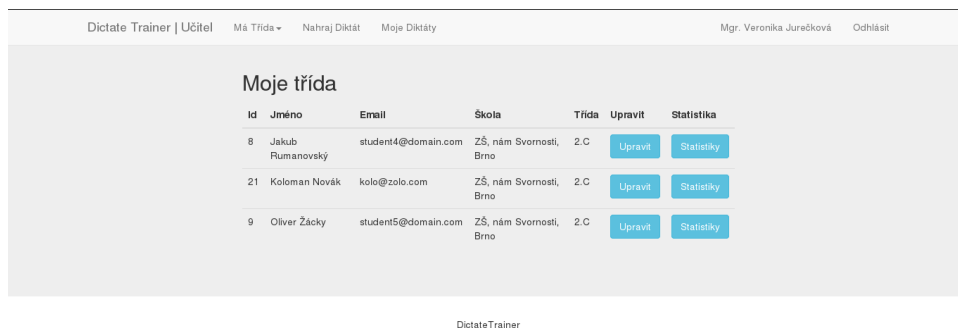 Dictate Trainer | Učitel Má Třída Nahraj Diktát Moje Diktáty Mgr. Veronika Jurečková Odhlásit
Moje třída
Id Jméno Email Škola Třída Upravit Statistika
8 Jakub Rumanovský student4@domain.com ZŠ, nám Svornosti, Brno 2.C Upravit Statistiky
21 Koloman Novák kolo@zolo.com ZŠ, nám Svornosti, Brno 2.C Upravit Statistiky
9 Oliver Žácky student5@domain.com ZŠ, nám Svornosti, Brno 2.C Upravit Statistiky
DictateTrainer